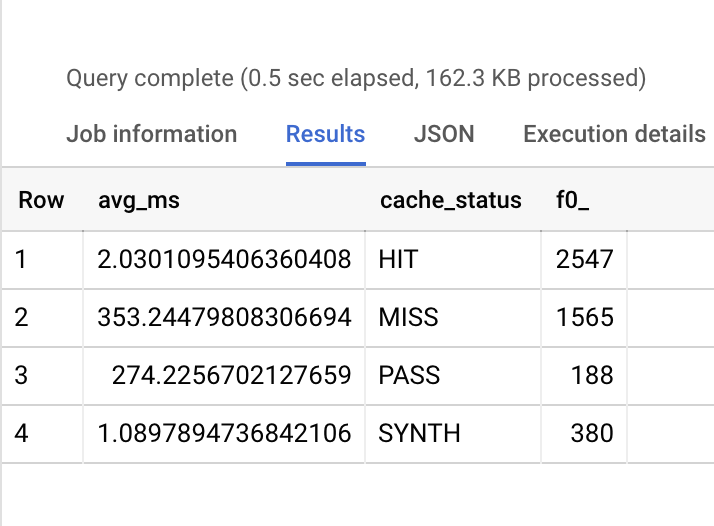 Query complete (0.5 sec elapsed, 162.3 KB processed)
Job information Results JSON Execution details
Row avg_ms cache_status f0_
1 2.0301095406360408 HIT 2547
2 353.24479808306694 MISS 1565
3 274.2256702127659 PASS 188
4 1.0897894736842106 SYNTH 380